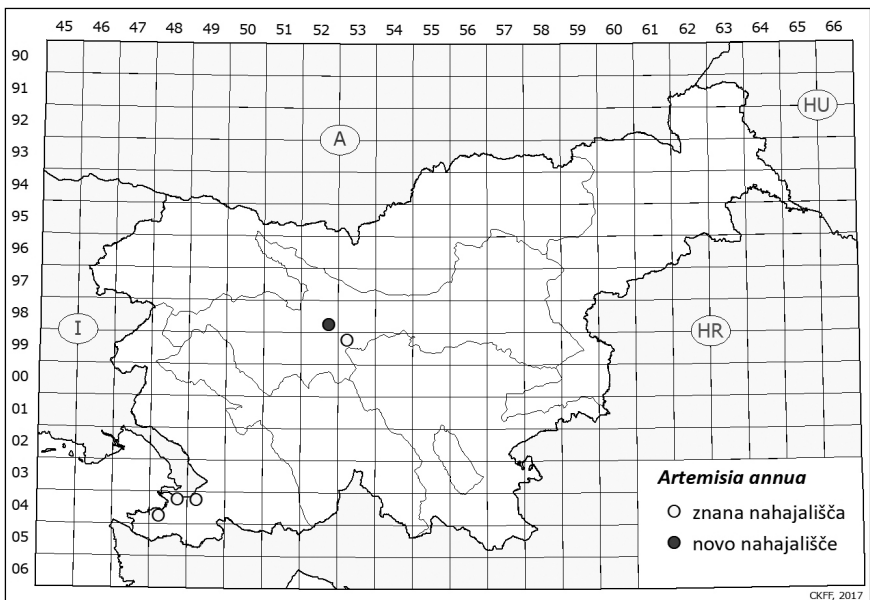 45 46 47 48 49 50 51 52 53 54 55 56 57 58 59 60 61 62 63 64 65 66
90
91
HU
92
A
93
94
95
96
97
98
I
HR
99
00
01
02
03
Artemisia annua
04
znana nahajališča
05
novo nahajališče
06
CKFF, 2017